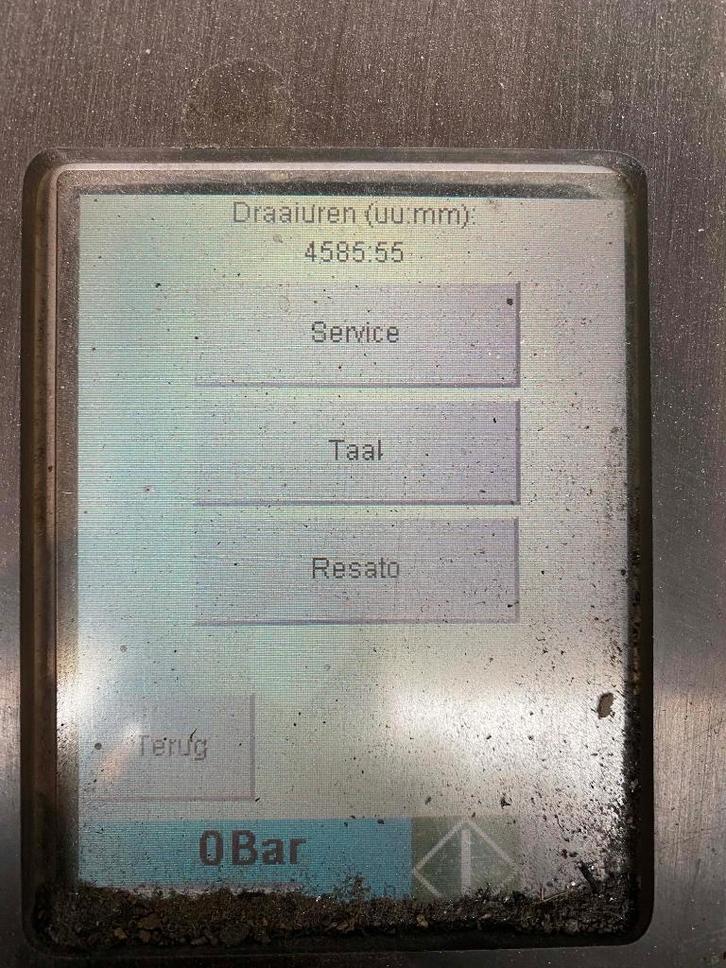 Draaiuren (uu:mm):
4585:55
Service
Taal
Resato
Terug
0Bar